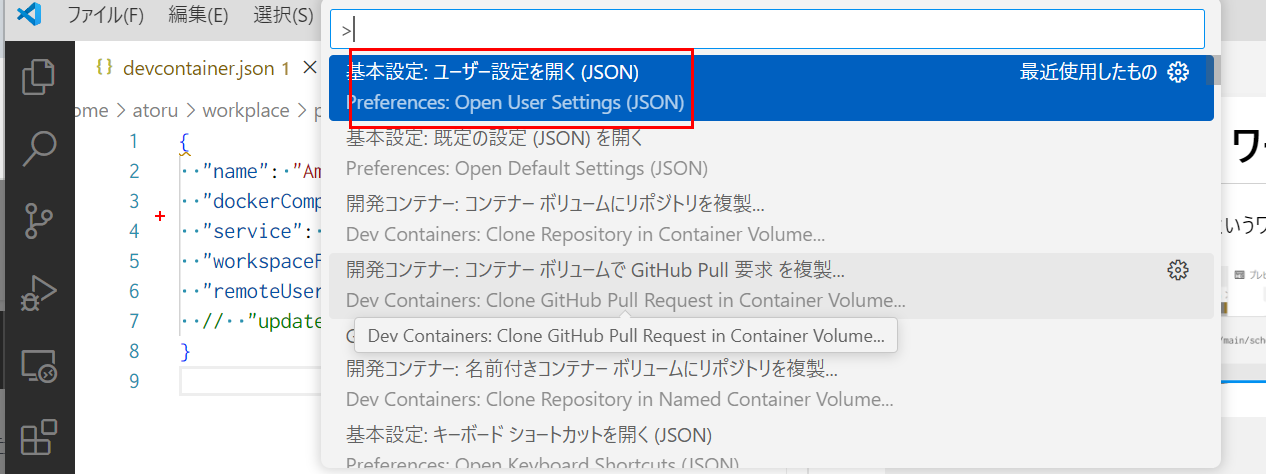 ファイル(F) 編集(E) 選択(S)
>
devcontainer.json 1
基本設定: ユーザー設定を開く (JSON) 最近使用したもの
Preferences: Open User Settings (JSON)
基本設定: 既定の設定 (JSON) を開く
Preferences: Open Default Settings (JSON)
開発コンテナー: コンテナー ボリュームにリポジトリを複製...
Dev Containers: Clone Repository in Container Volume...
開発コンテナー: コンテナー ボリュームで GitHub Pull 要求 を複製...
Dev Containers: Clone GitHub Pull Request in Container Volume...
Dev Containers: Clone GitHub Pull Request in Container Volume...
開発コンテナー: 名前付きコンテナー ボリュームにリポジトリを複製...
Dev Containers: Clone Repository in Named Container Volume...
基本設定: キーボード ショートカットを開く (JSON)
Preferences: Open Keyboard Shortcuts (JSON)
ome > atoru > workplace > p
1 {
2 "name": "Am
3 "dockerComp
4 "service":
5 "workspaceF
6 "remoteUser
7 // "update
8 }
9
ワー
いうワ
プレビ
/main/sche